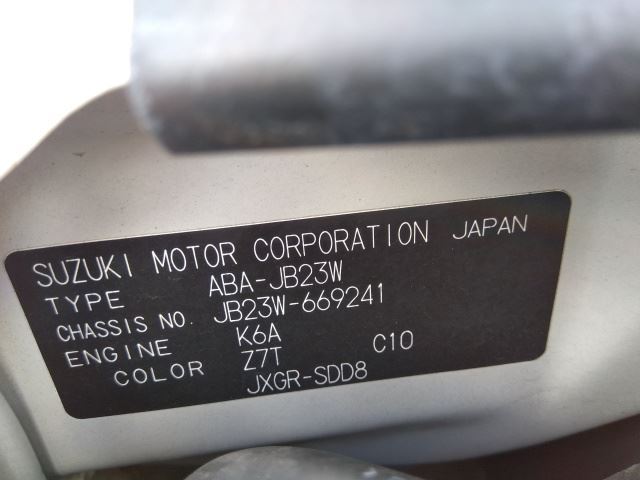 SUZUKI MOTOR CORPORATION JAPAN
TYPE ABA-JB23W
CHASSIS NO. JB23W-669241
ENGINE K6A
COLOR Z7T C10
JXGR-SDD8